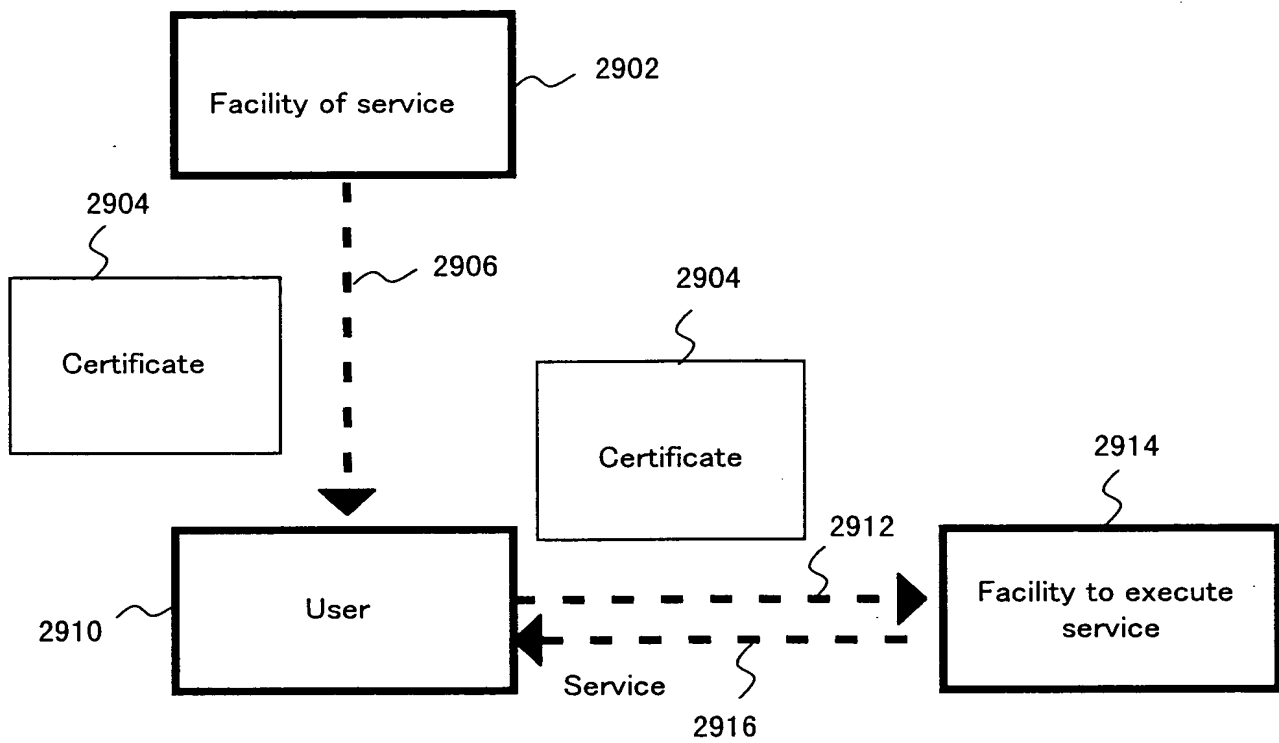 2902
Facility of service
2904
2906
Certificate
2904
Certificate
2914
2912
Facility to execute
service
User
2910
Service
2916